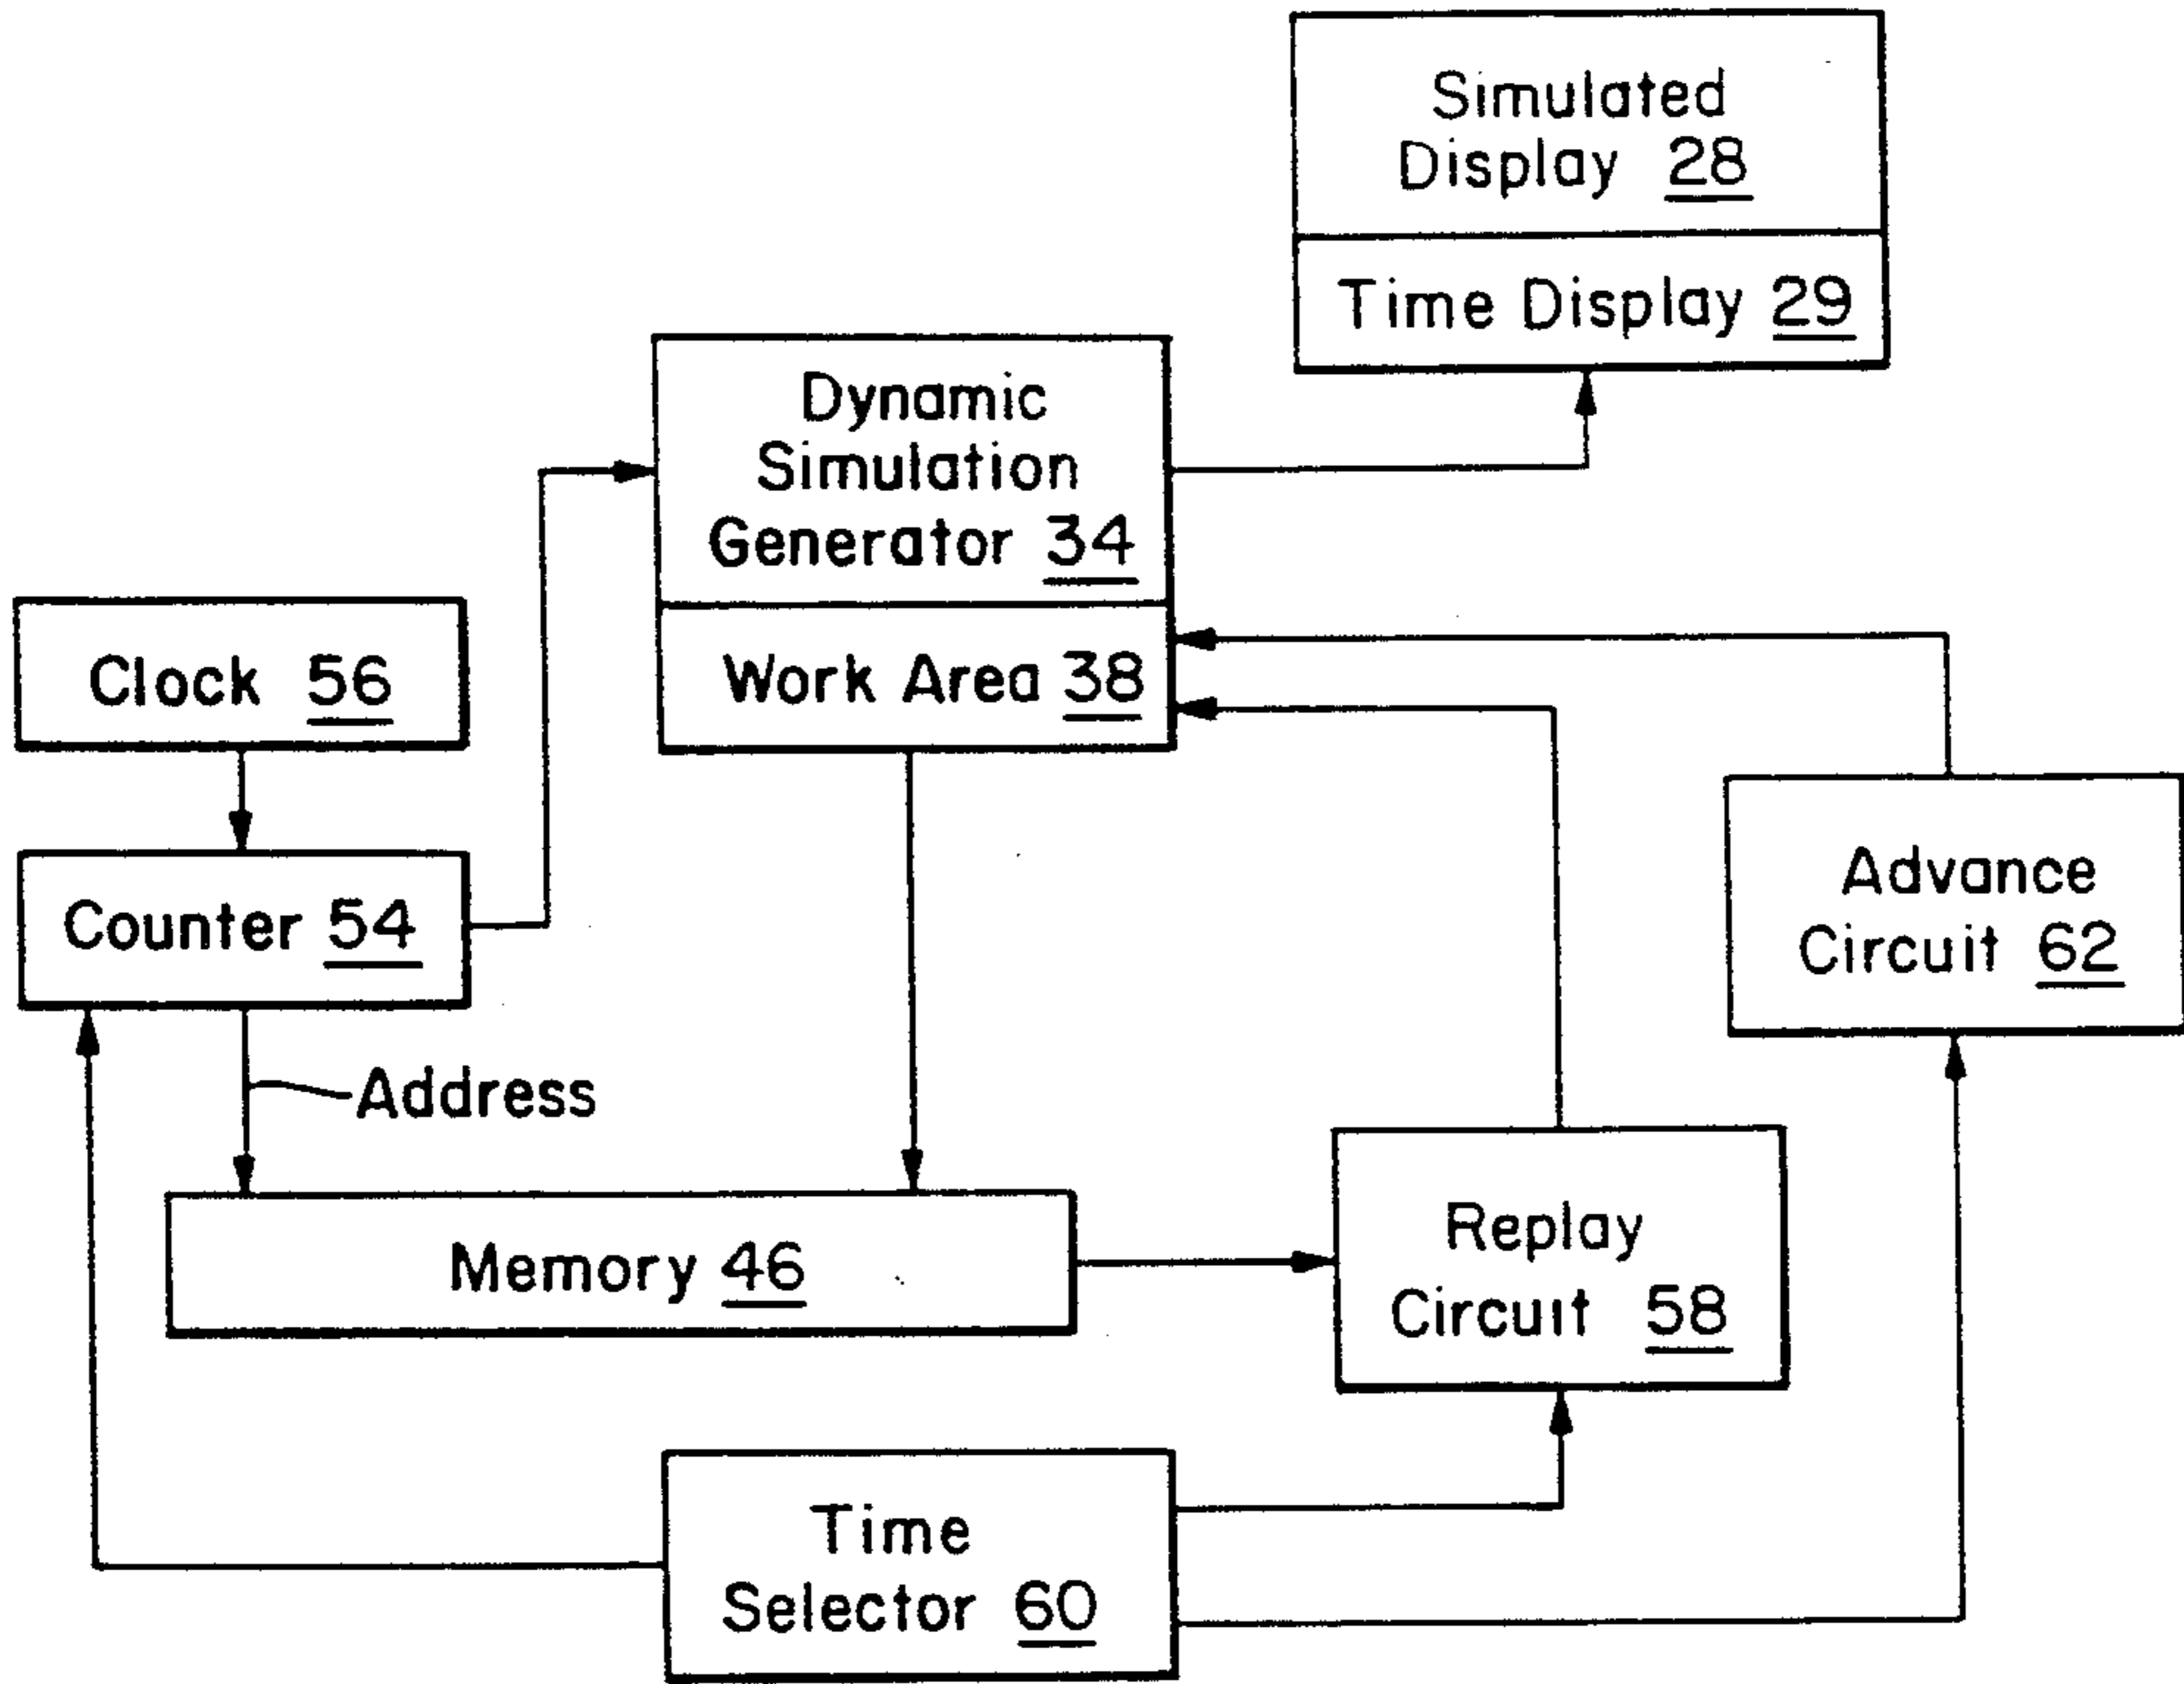 Simulated
Display 28
Time Display 29
Dynamic
Simulation
Generator 34
Work Area 38
Clock 56
Counter 54
Address
Advance
Circuit 62
Memory 46
Replay
Circuit 58
Time
Selector 60